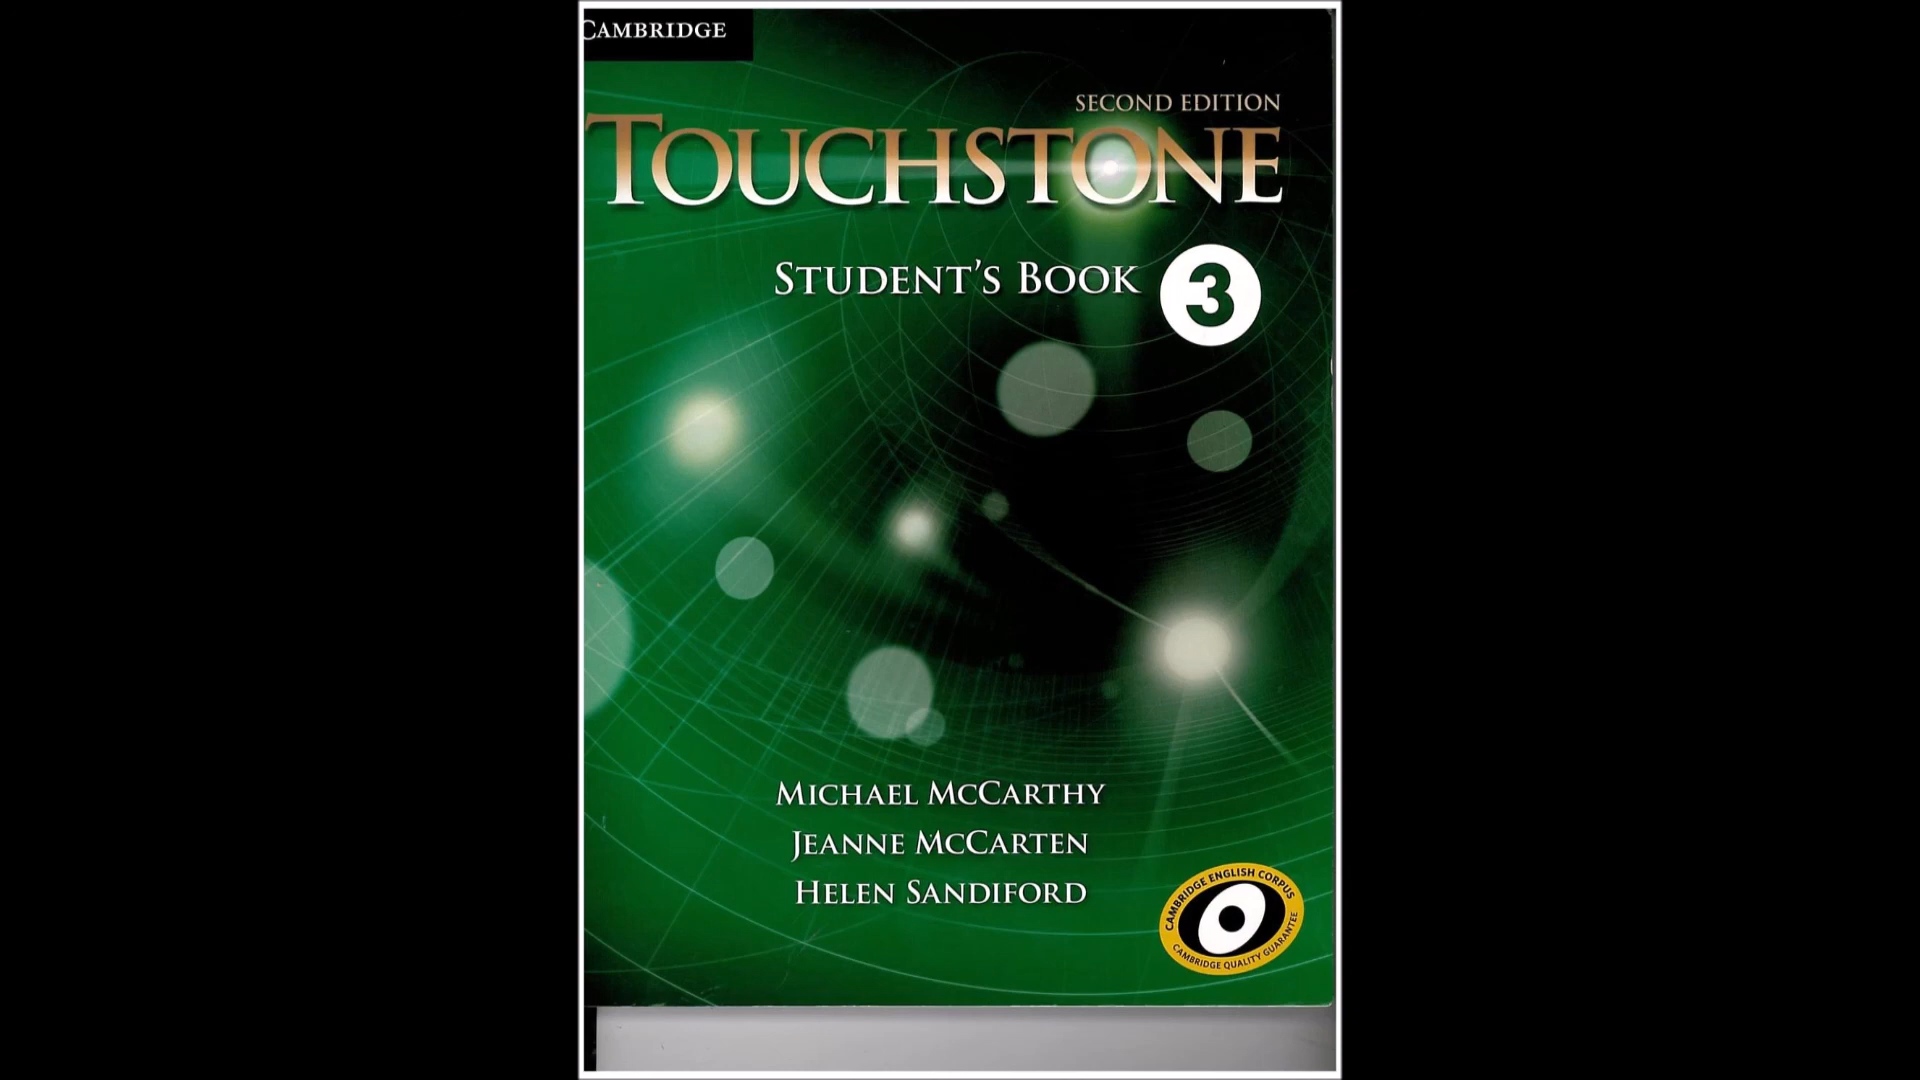 CAMBRIDGE
SECOND EDITION
TOUCHSTONE
STUDENT'S BOOK 3
MICHAEL MCCARTHY
JEANNE MCCARTEN
HELEN SANDIFORD
CAMBRIDGE ENGLISH CORPUS
CAMBRIDGE QUALITY GUARANTEE